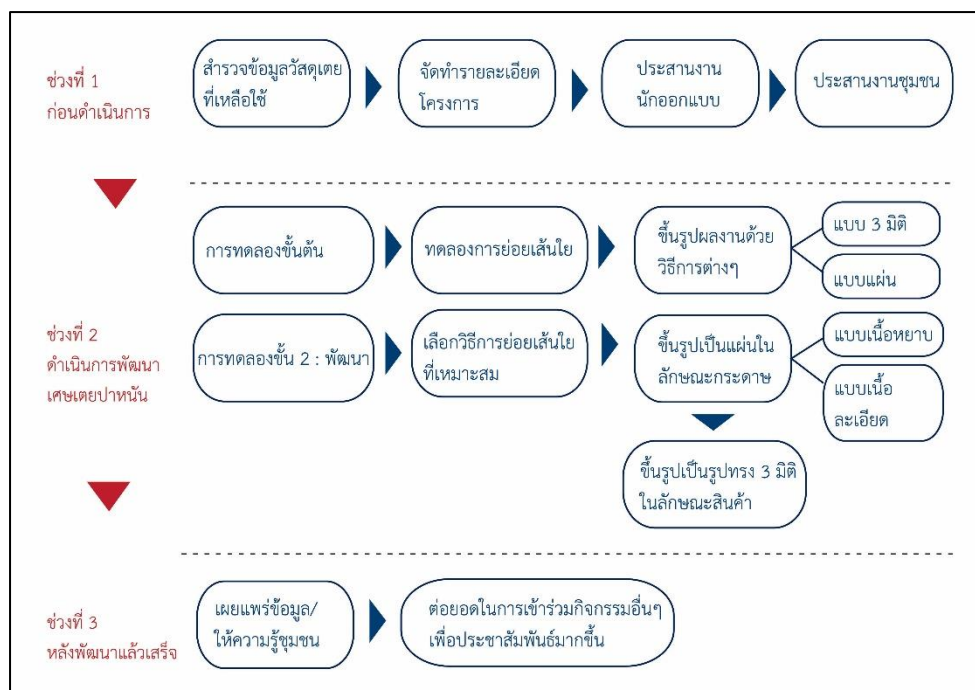 ช่วงที่ 1
ก่อนดำเนินการ
สำรวจข้อมูลวัสดุเตย
ที่เหลือใช้
จัดทำรายละเอียด
โครงการ
ประสานงาน
นักออกแบบ
ประสานงานชุมชน
ช่วงที่ 2
ดำเนินการพัฒนา
เศษเตยปาหนัน
การทดลองขั้นต้น
ทดลองการย่อยเส้นใย
ขึ้นรูปผลงานด้วย
วิธีการต่างๆ
แบบ 3 มิติ
แบบแผ่น
การทดลองขั้น 2 : พัฒนา
เลือกวิธีการย่อยเส้นใย
ที่เหมาะสม
ขึ้นรูปเป็นแผ่นใน
ลักษณะกระดาษ
แบบเนื้อหยาบ
แบบเนื้อ
ละเอียด
ขึ้นรูปเป็นรูปทรง 3 มิติ
ในลักษณะสินค้า
ช่วงที่ 3
หลังพัฒนาแล้วเสร็จ
เผยแพร่ข้อมูล/
ให้ความรู้ชุมชน
ต่อยอดในการเข้าร่วมกิจกรรมอื่นๆ
เพื่อประชาสัมพันธ์มากขึ้น